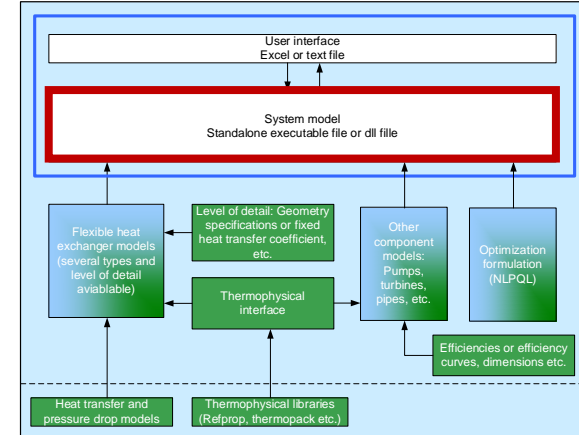 User interface
Excel or text file
System model
Standalone executable file or dll fille
Flexible heat
exchanger models
(several types and
level of detail
aviablable)
Level of detail: Geometry
specifications or fixed
heat transfer coefficient,
etc.
Thermophysical
interface
Other
component
models:
Pumps,
turbines,
pipes, etc.
Optimization
formulation
(NLPQL)
Efficiencies or efficiency
curves, dimensions etc.
Heat transfer and
pressure drop models
Thermophysical libraries
(Refprop, thermopack etc.)